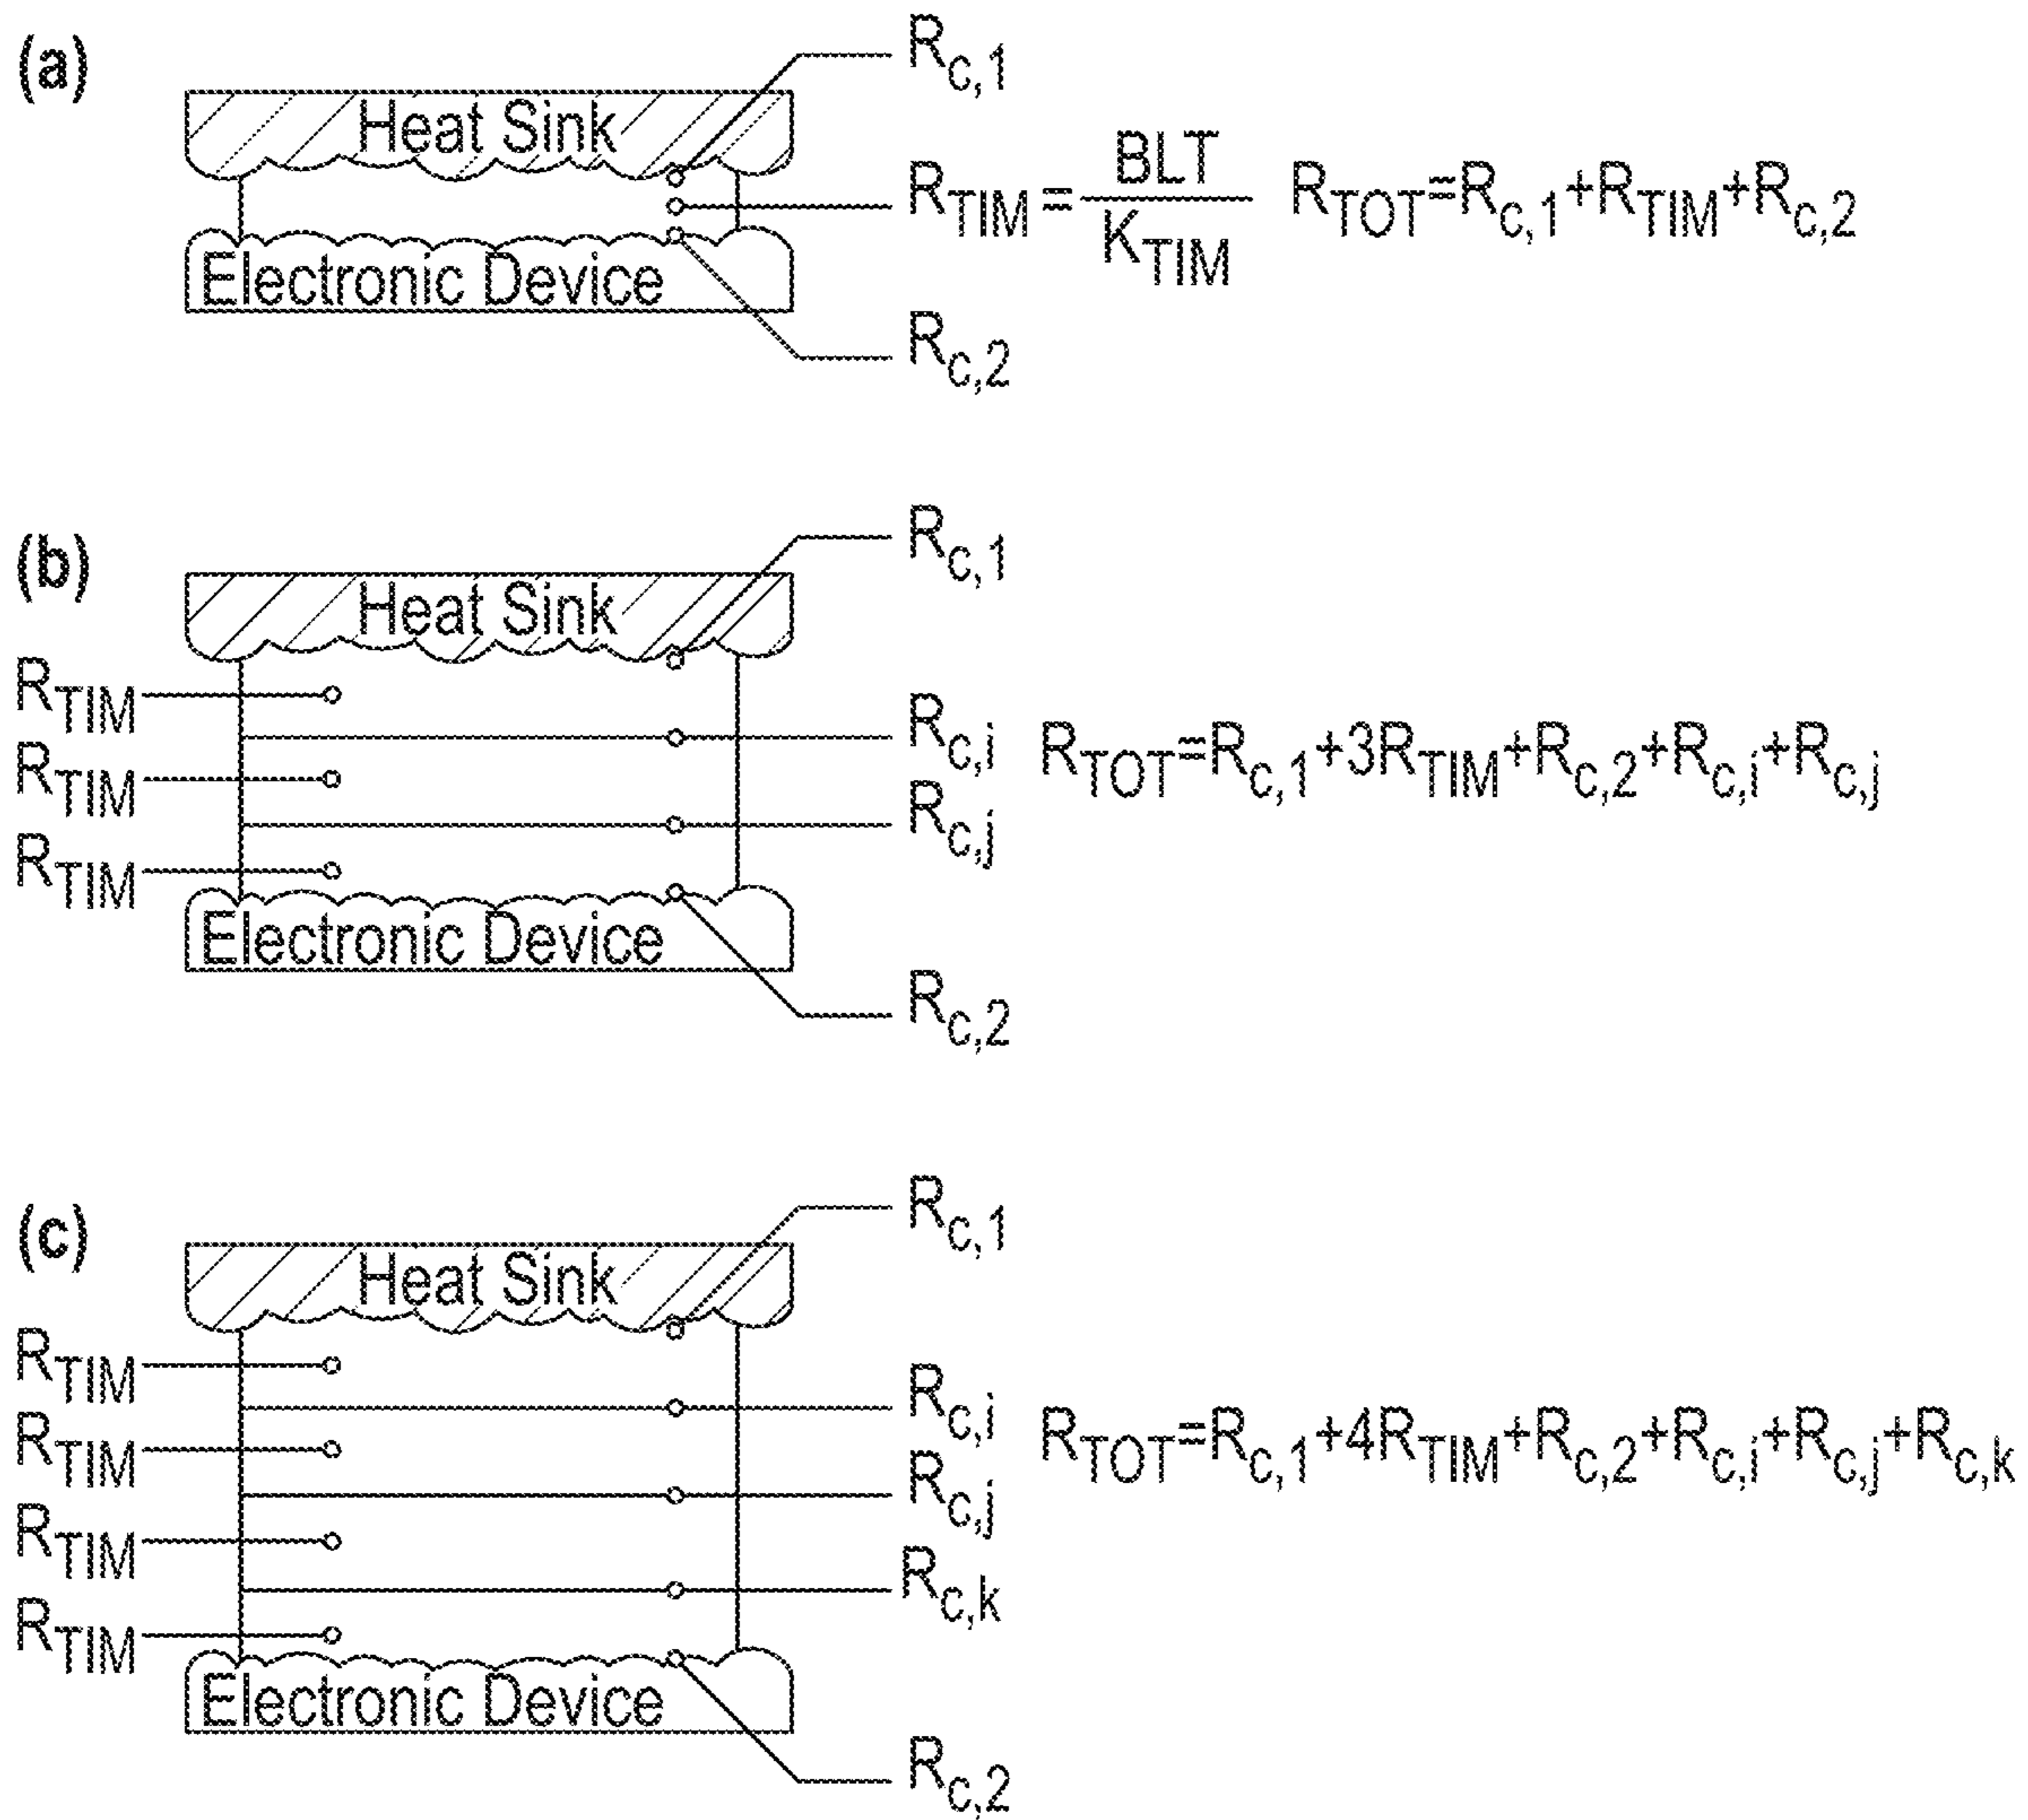 (a)
R_c,1
Heat Sink
R_TIM = BLT / K_TIM R_TOT=R_c,1+R_TIM+R_c,2
Electronic Device
R_c,2
(b)
R_c,1
Heat Sink
R_TIM
R_c,i
R_TIM
R_TOT=R_c,1+3R_TIM+R_c,2+R_c,i+R_c,j
R_c,j
R_TIM
Electronic Device
R_c,2
(c)
R_c,1
Heat Sink
R_TIM
R_c,i
R_TIM
R_TOT=R_c,1+4R_TIM+R_c,2+R_c,i+R_c,j+R_c,k
R_c,j
R_TIM
R_c,k
R_TIM
Electronic Device
R_c,2